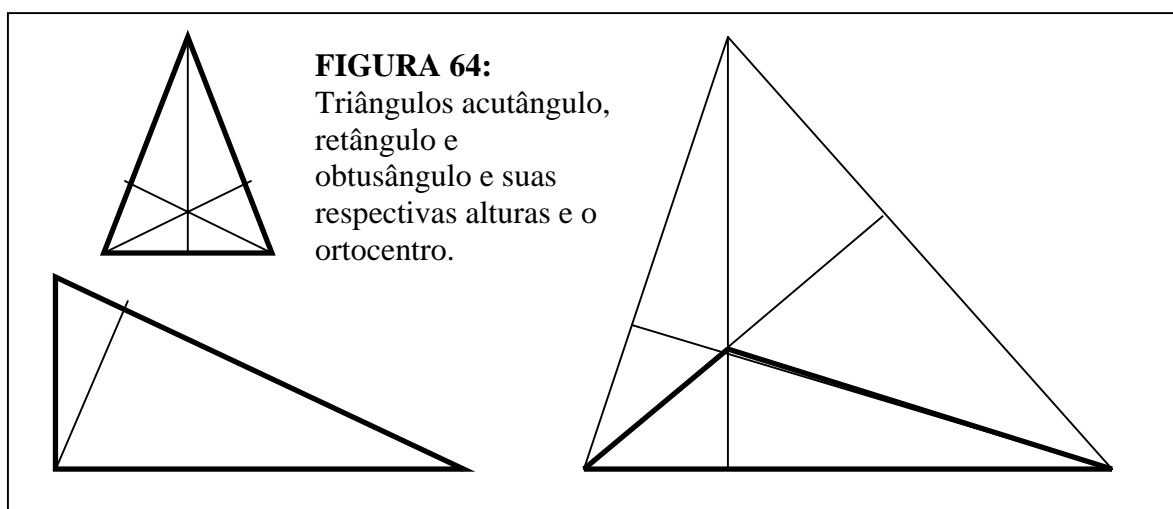 FIGURA 64:
Triângulos acutângulo,
retângulo e
obtusângulo e suas
respectivas alturas e o
ortocentro.